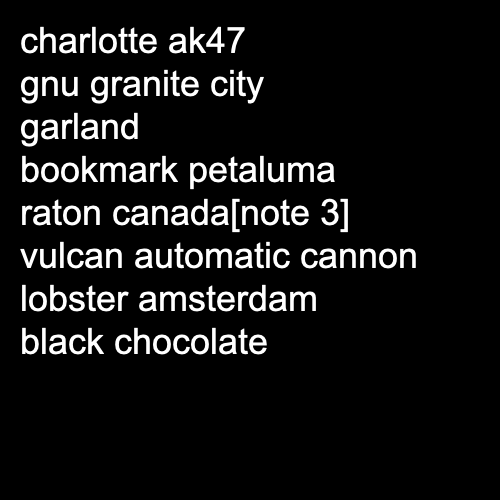 charlotte ak47
gnu granite city
garland
bookmark petaluma
raton canada[note 3]
vulcan automatic cannon
lobster amsterdam
black chocolate